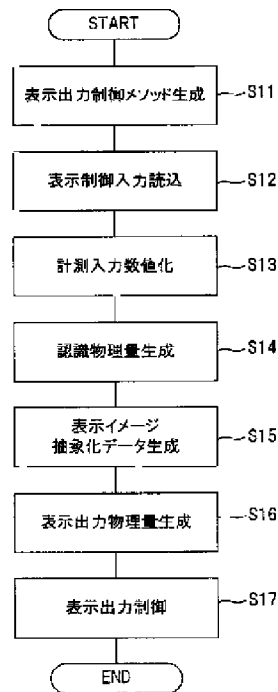 START
表示出力制御メソッド生成
S11
表示制御入力読込
S12
計測入力数値化
S13
認識物理量生成
S14
表示イメージ
抽象化データ生成
S15
表示出力物理量生成
S16
表示出力制御
S17
END